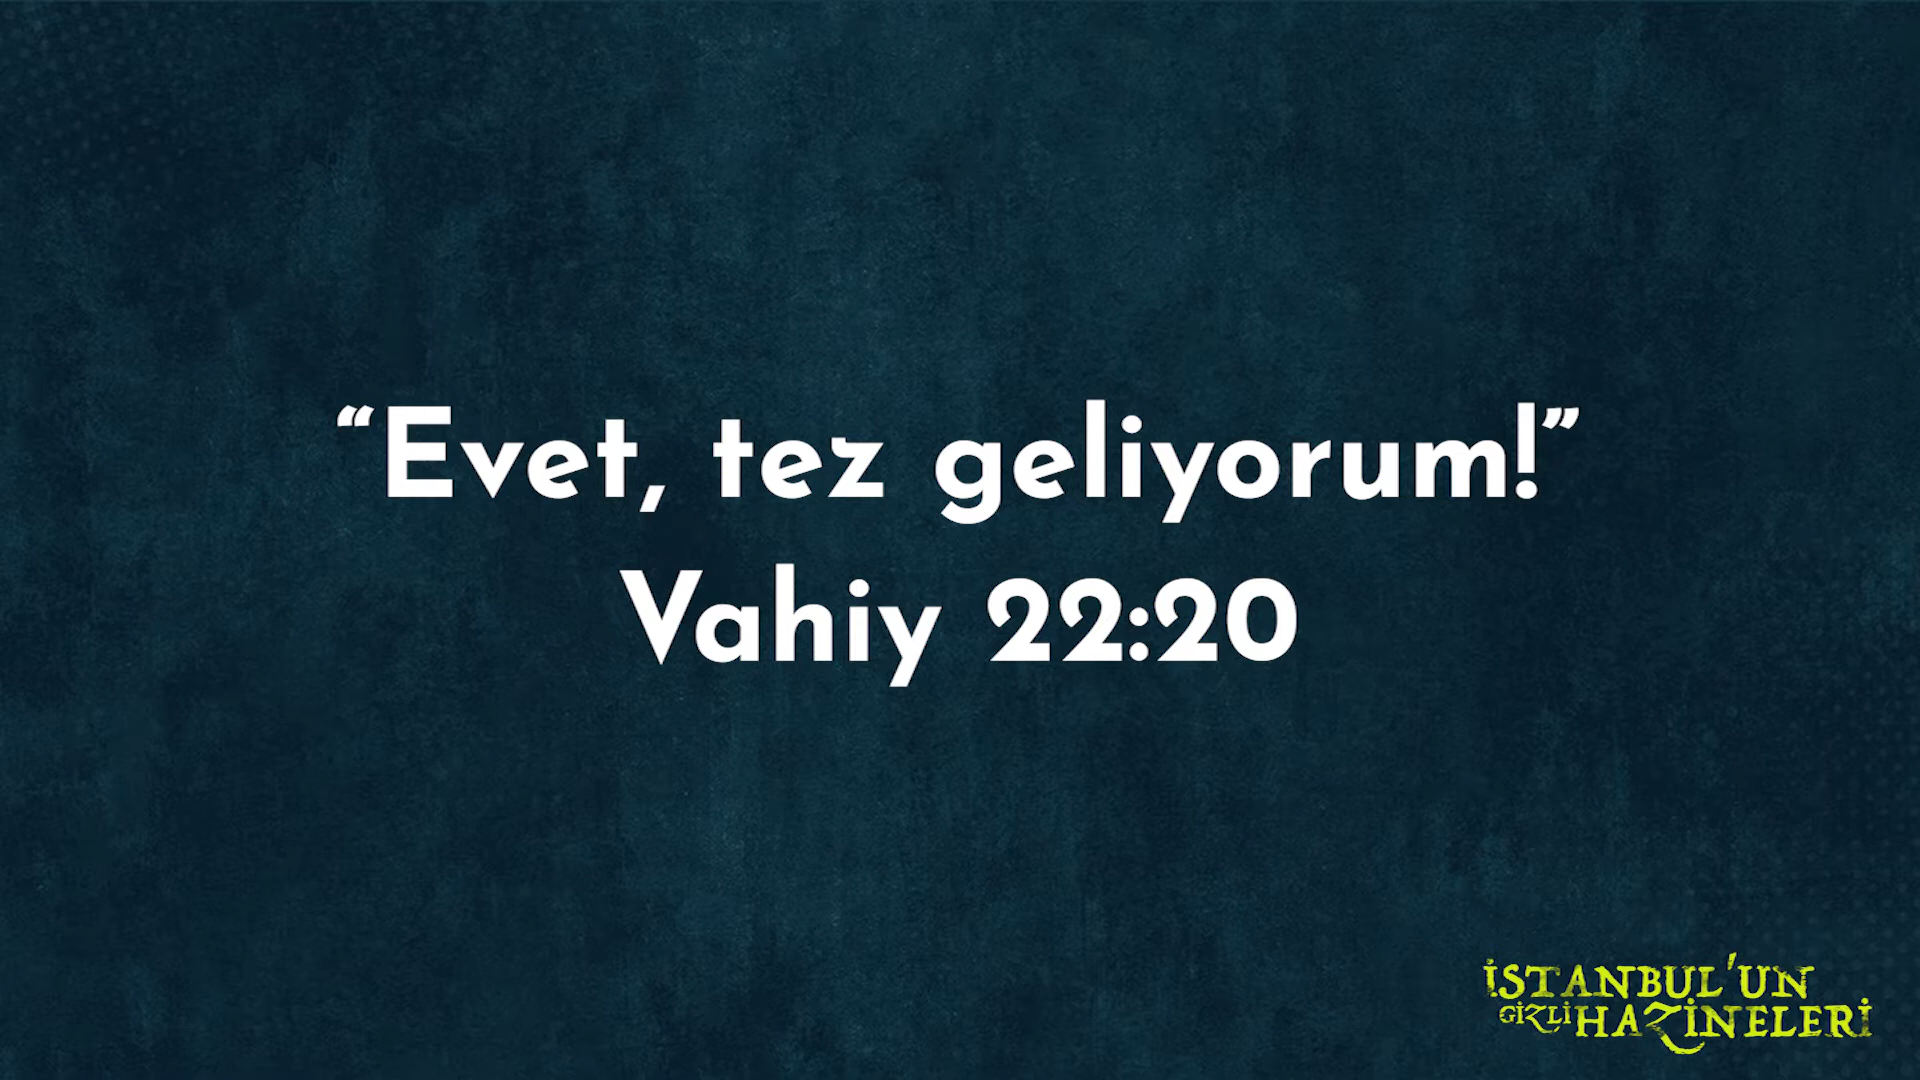 “Evet, tez geliyorum!”
Vahiy 22:20
İSTANBUL'UN
GİZLİ HAZİNELERİ